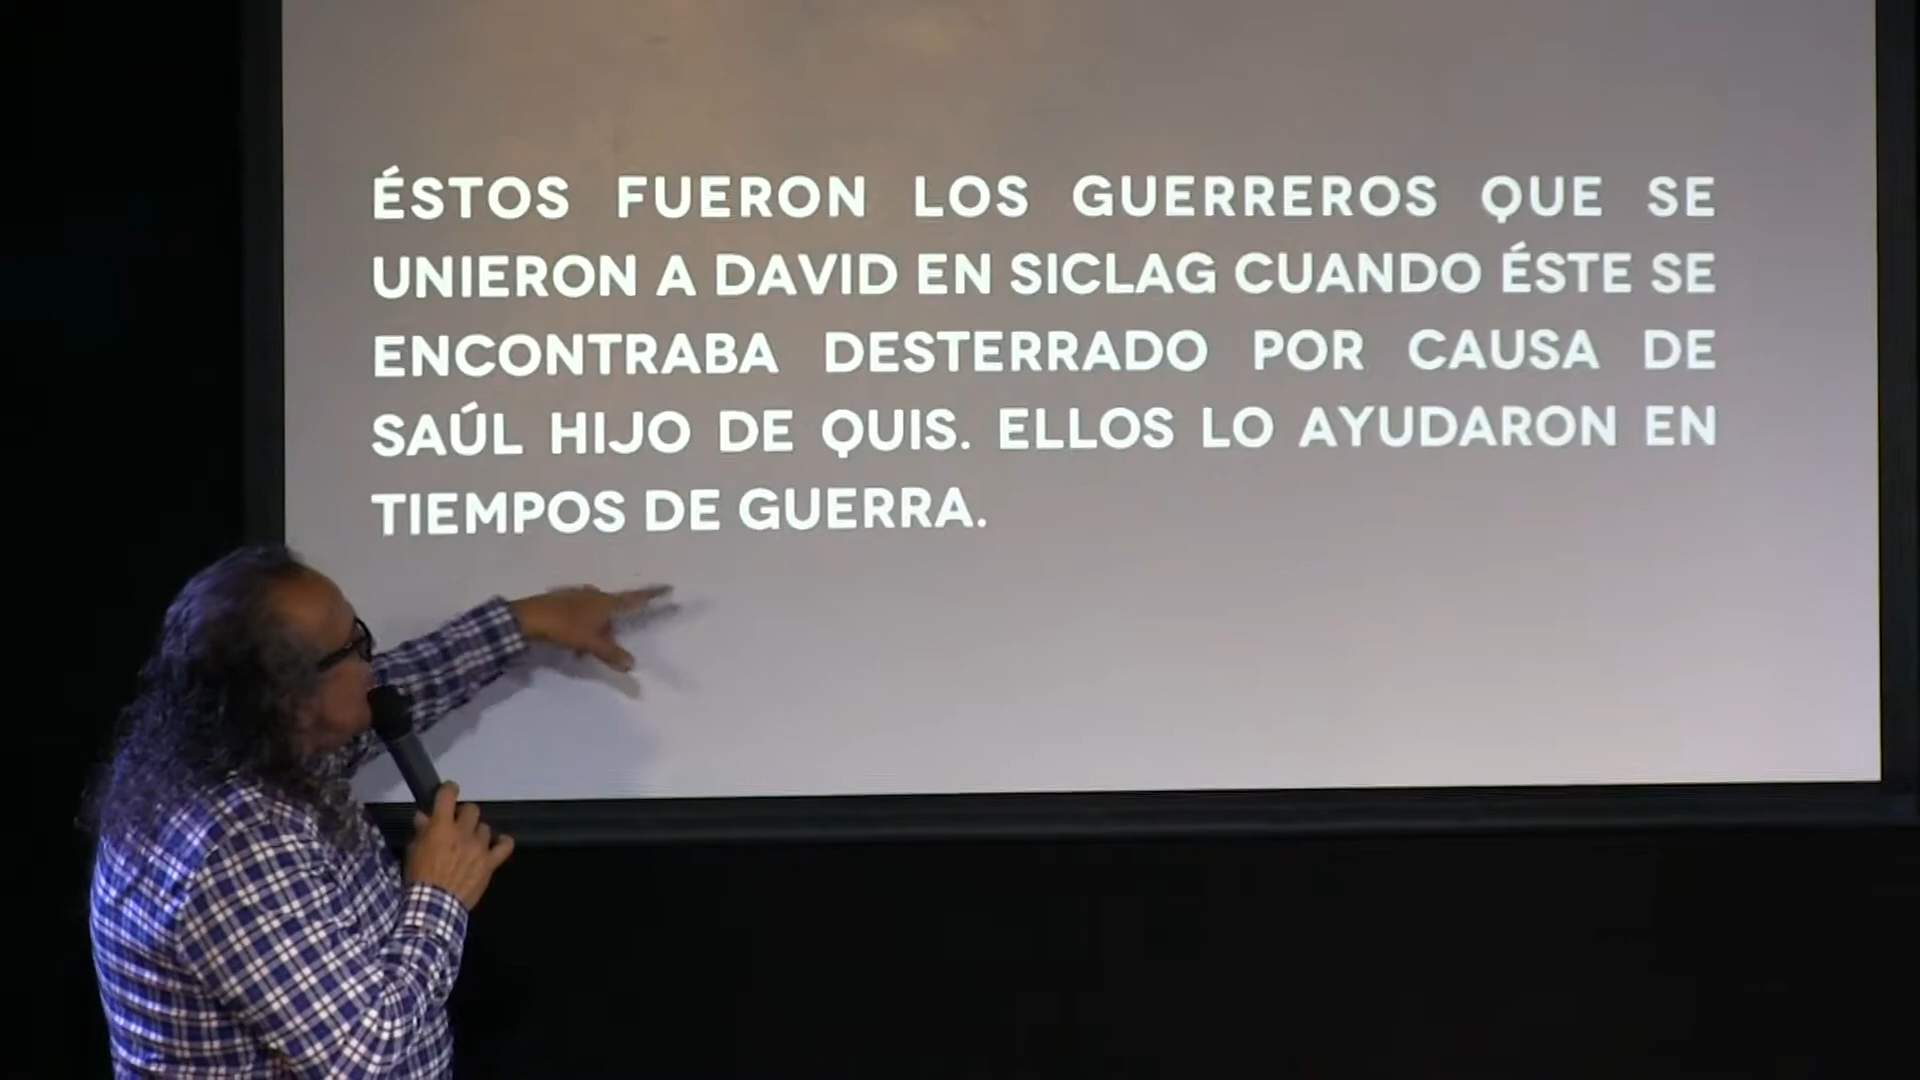 ÉSTOS FUERON LOS GUERREROS QUE SE
UNIERON A DAVID EN SICLAG CUANDO ÉSTE SE
ENCONTRABA DESTERRADO POR CAUSA DE
SAÚL HIJO DE QUIS. ELLOS LO AYUDARON EN
TIEMPOS DE GUERRA.